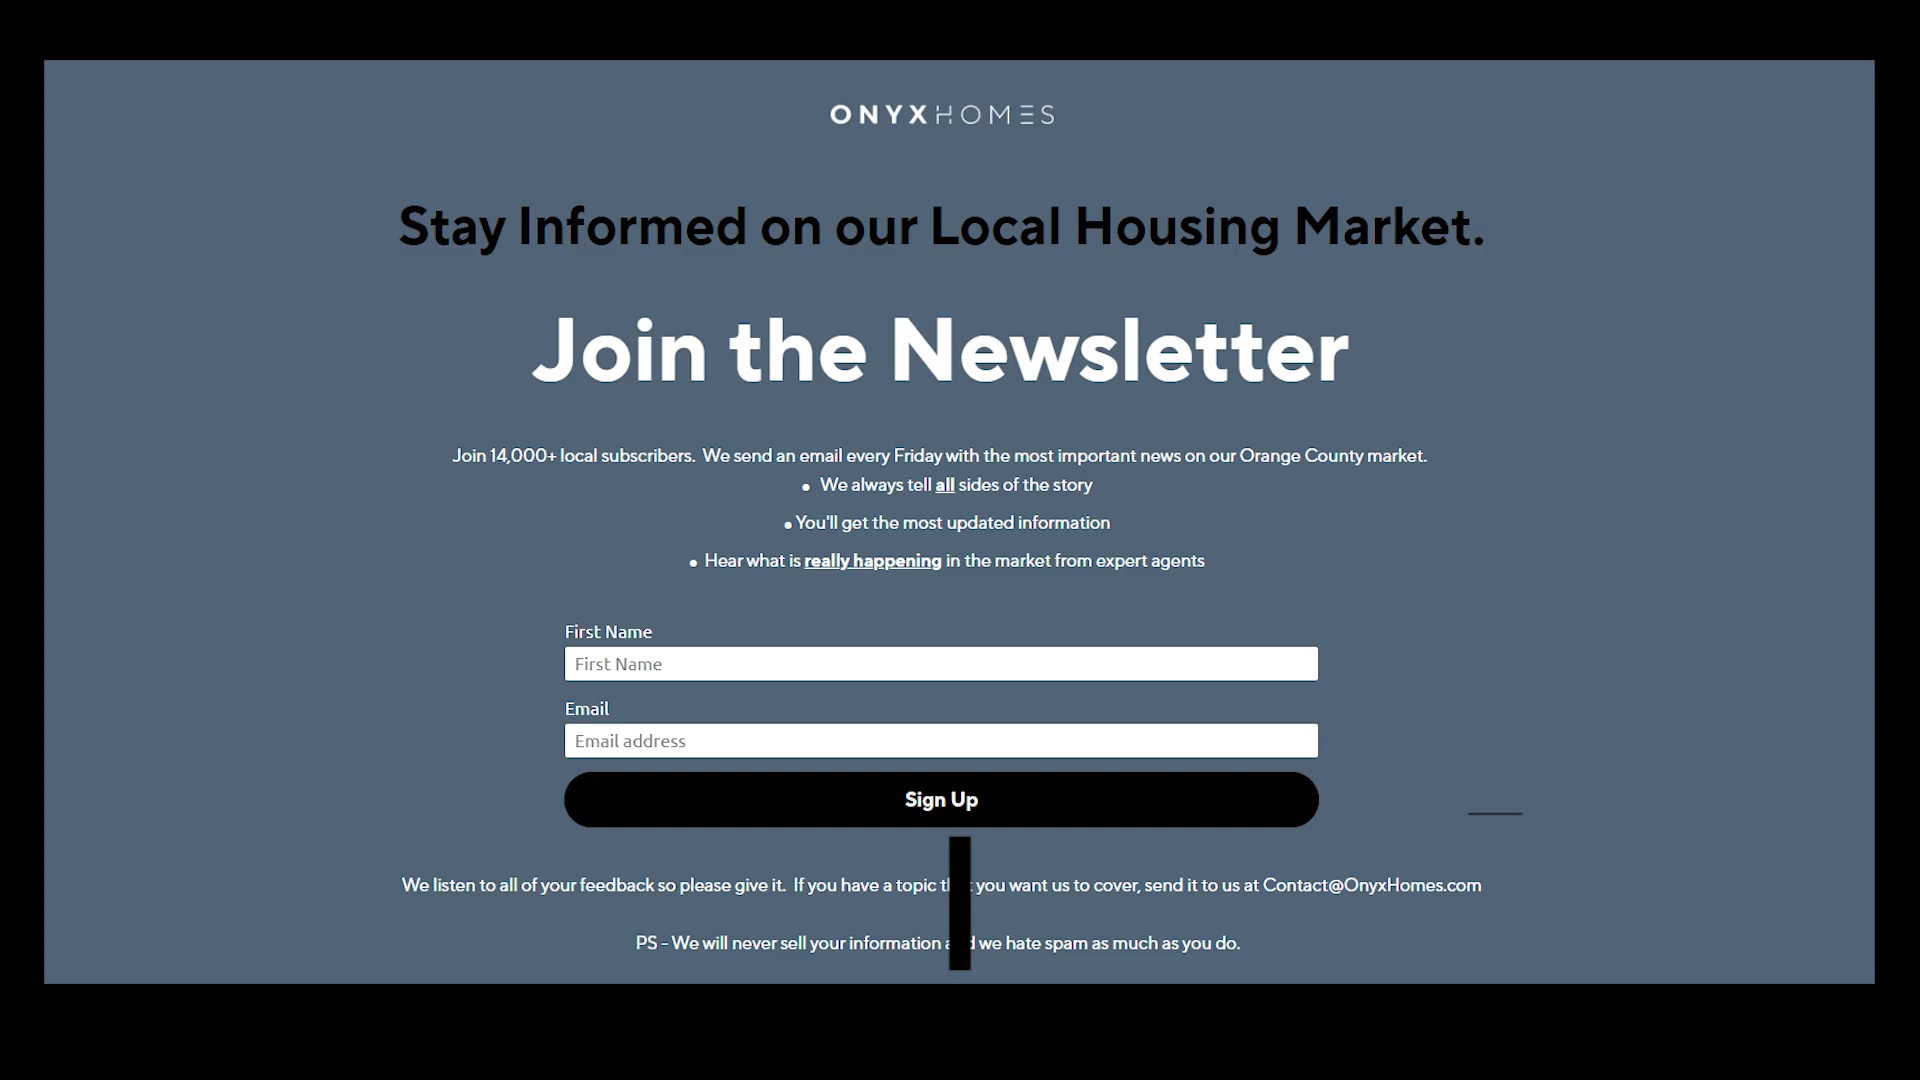 ONYXHOMES
Stay Informed on our Local Housing Market.
Join the Newsletter
Join 14,000+ local subscribers. We send an email every Friday with the most important news on our Orange County market.
• We always tell all sides of the story
• You'll get the most updated information
• Hear what is really happening in the market from expert agents
First Name
First Name
Email
Email address
Sign Up
We listen to all of your feedback so please give it. If you have a topic you want us to cover, send it to us at Contact@OnyxHomes.com
PS - We will never sell your information we hate spam as much as you do.